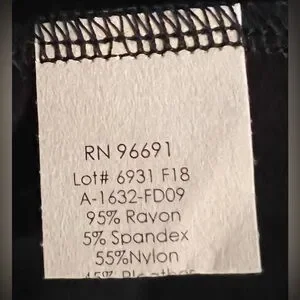 RN 96691
Lot# 6931 F18
A-1632-FD09
95% Rayon
5% Spandex
55%Nylon